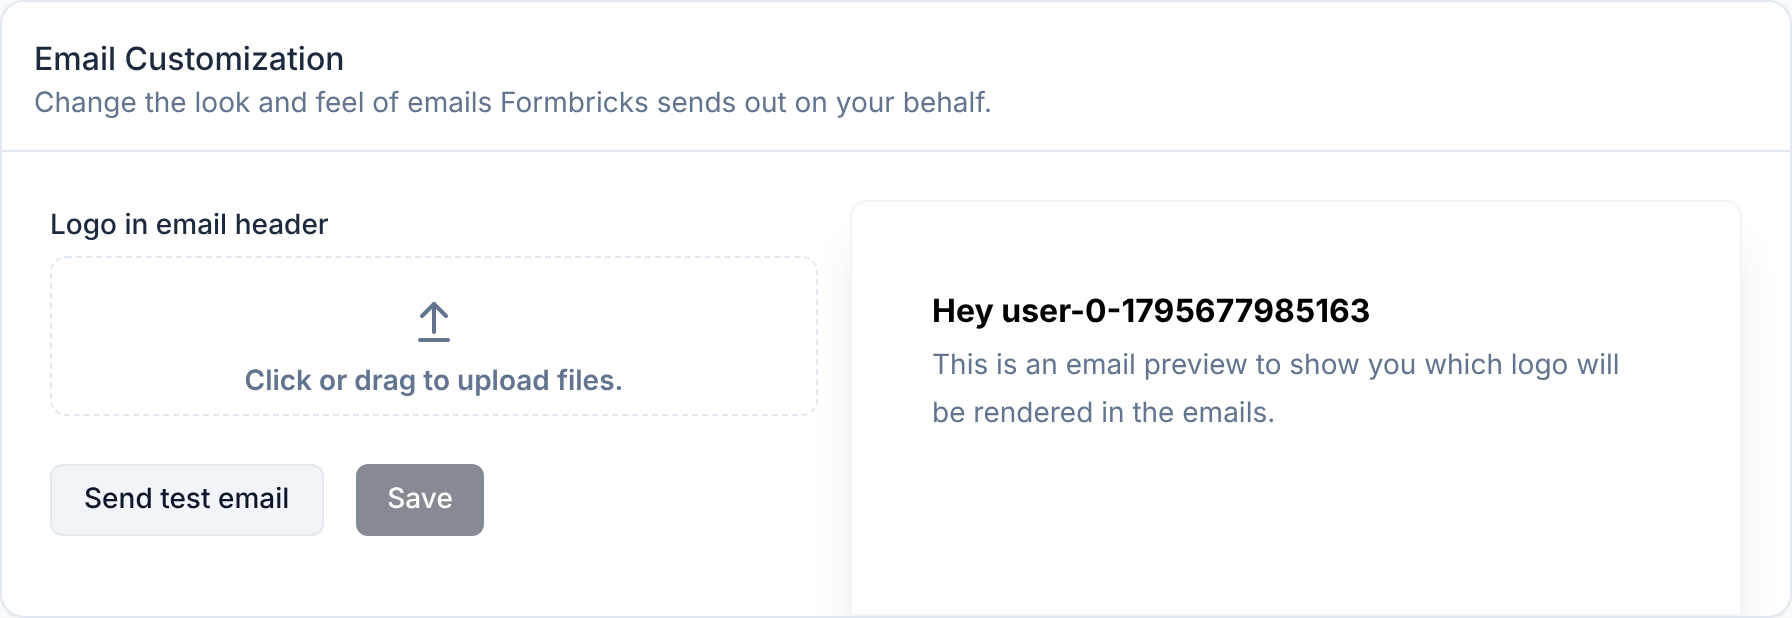 Email Customization
Change the look and feel of emails Formbricks sends out on your behalf.
Logo in email header
Click or drag to upload files.
Send test email
Save
Hey user-0-1795677985163
This is an email preview to show you which logo will
be rendered in the emails.